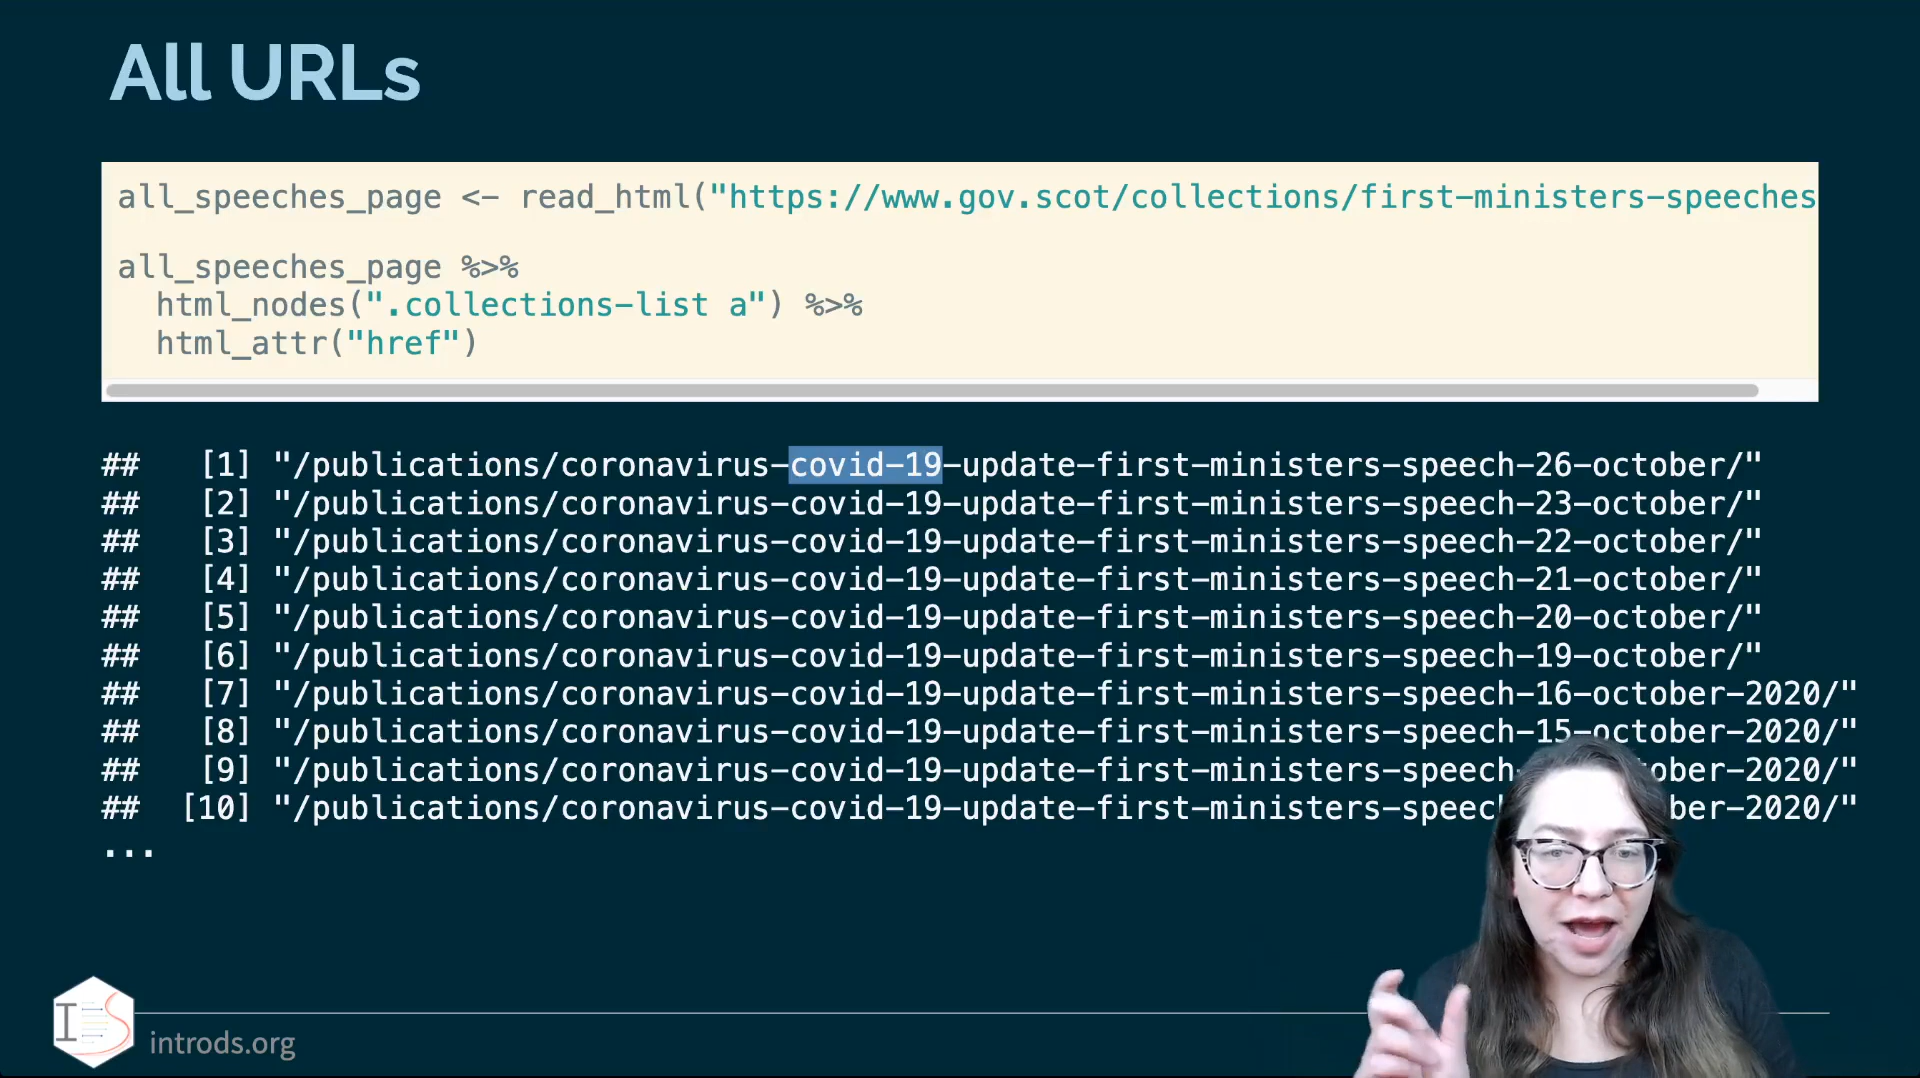 All URLs
all_speeches_page <- read_html("https://www.gov.scot/collections/first-ministers-speeches
all_speeches_page %>%
  html_nodes(".collections-list a") %>%
  html_attr("href")
##   [1] "/publications/coronavirus-covid-19-update-first-ministers-speech-26-october/"
##   [2] "/publications/coronavirus-covid-19-update-first-ministers-speech-23-october/"
##   [3] "/publications/coronavirus-covid-19-update-first-ministers-speech-22-october/"
##   [4] "/publications/coronavirus-covid-19-update-first-ministers-speech-21-october/"
##   [5] "/publications/coronavirus-covid-19-update-first-ministers-speech-20-october/"
##   [6] "/publications/coronavirus-covid-19-update-first-ministers-speech-19-october/"
##   [7] "/publications/coronavirus-covid-19-update-first-ministers-speech-16-october-2020/"
##   [8] "/publications/coronavirus-covid-19-update-first-ministers-speech-15-october-2020/"
##   [9] "/publications/coronavirus-covid-19-update-first-ministers-speech ober-2020/"
##  [10] "/publications/coronavirus-covid-19-update-first-ministers-speec ber-2020/"
...
IDS
introds.org